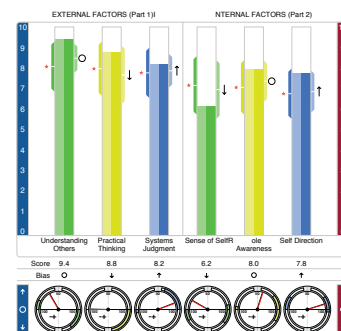 EXTERNAL FACTORS (Part 1)I NTERNAL FACTORS (Part 2)
10
9
8
7
6
5
4
3
2
1
0
Understanding Others
Practical Thinking
Systems Judgment
Sense of SelfR
ole Awareness
Self Direction
Score 9.4 8.8 8.2 6.2 8.0 7.8
Bias